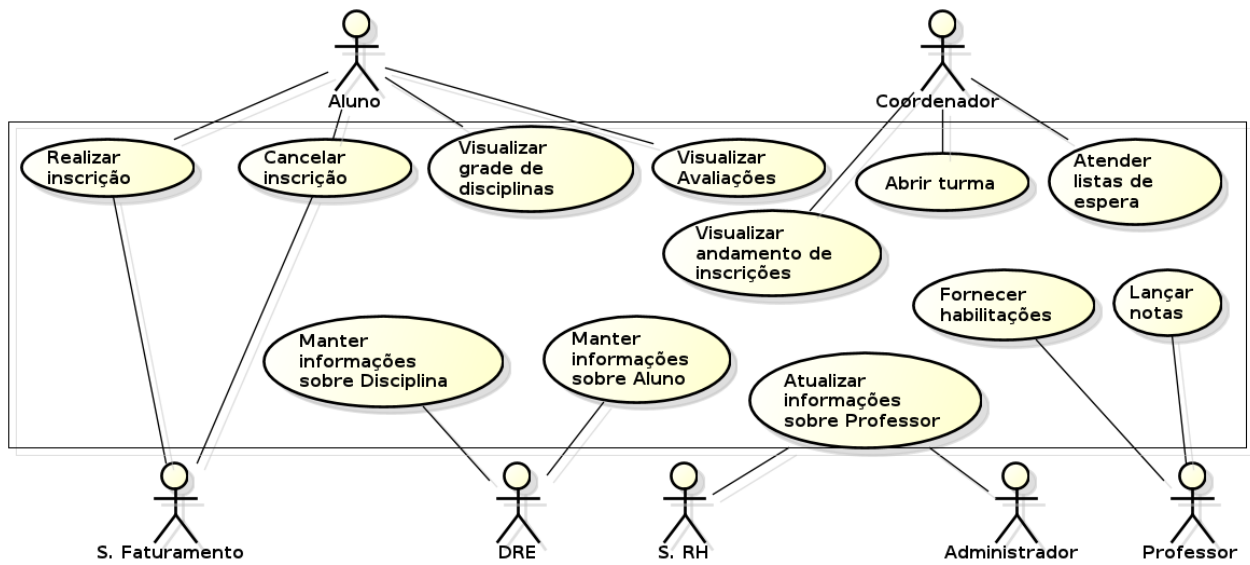 Aluno
Coordenador
Realizar
inscrição
Cancelar
inscrição
Visualizar
grade de
disciplinas
Visualizar
Avaliações
Abrir turma
Atender
listas de
espera
Visualizar
andamento de
inscrições
Fornecer
habilitações
Lançar
notas
Manter
informações
sobre Disciplina
Manter
informações
sobre Aluno
Atualizar
informações
sobre Professor
S. Faturamento
DRE
S. RH
Administrador
Professor